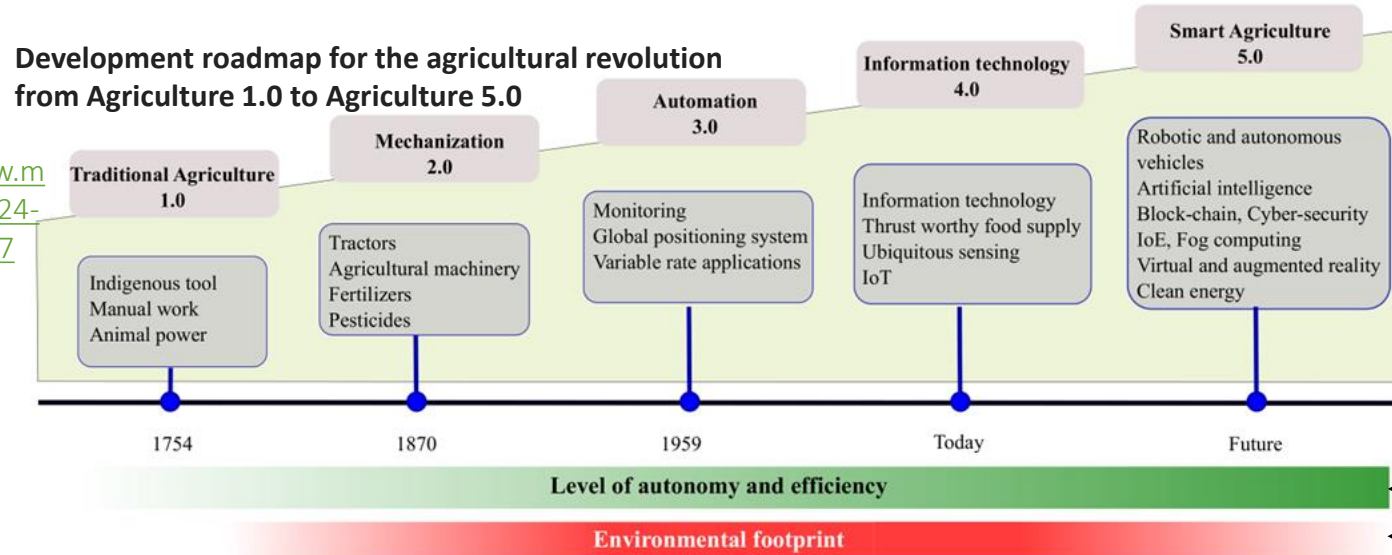 Development roadmap for the agricultural revolution
from Agriculture 1.0 to Agriculture 5.0
w.m
24-
7
Traditional Agriculture
1.0
Indigenous tool
Manual work
Animal power
1754
Mechanization
2.0
Tractors
Agricultural machinery
Fertilizers
Pesticides
1870
Automation
3.0
Monitoring
Global positioning system
Variable rate applications
1959
Information technology
4.0
Information technology
Thrust worthy food supply
Ubiquitous sensing
IoT
Today
Smart Agriculture
5.0
Robotic and autonomous
vehicles
Artificial intelligence
Block-chain, Cyber-security
IoE, Fog computing
Virtual and augmented reality
Clean energy
Future
Level of autonomy and efficiency
Environmental footprint